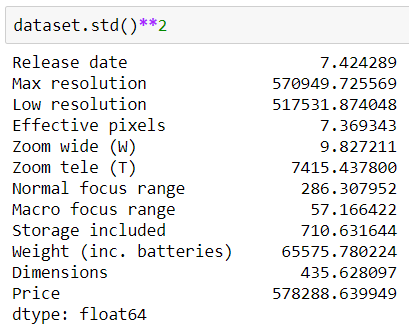 dataset.std()**2
Release date 7.424289
Max resolution 570949.725569
Low resolution 517531.874048
Effective pixels 7.369343
Zoom wide (W) 9.827211
Zoom tele (T) 7415.437800
Normal focus range 286.307952
Macro focus range 57.166422
Storage included 710.631644
Weight (inc. batteries) 65575.780224
Dimensions 435.628097
Price 578288.639949
dtype: float64